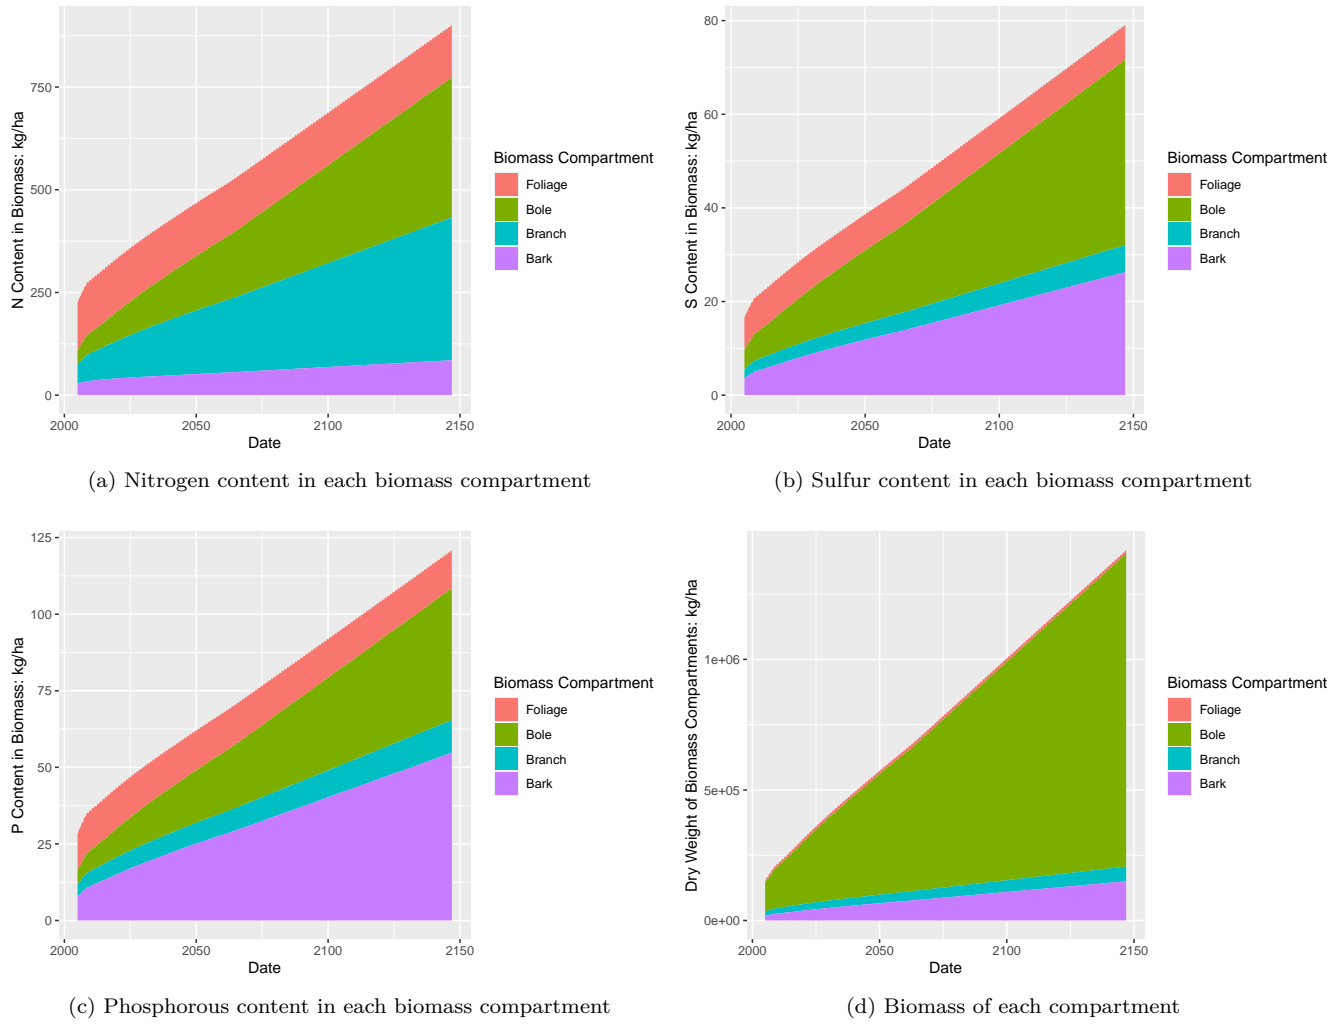 N Content in Biomass: kg/ha
750
500
250
0
2000 2050 2100 2150
Date
Biomass Compartment
Foliage
Bole
Branch
Bark
(a) Nitrogen content in each biomass compartment
S Content in Biomass: kg/ha
80
60
40
20
0
2000 2050 2100 2150
Date
Biomass Compartment
Foliage
Bole
Branch
Bark
(b) Sulfur content in each biomass compartment
P Content in Biomass: kg/ha
125
100
75
50
25
0
2000 2050 2100 2150
Date
Biomass Compartment
Foliage
Bole
Branch
Bark
(c) Phosphorous content in each biomass compartment
Dry Weight of Biomass Compartments: kg/ha
1e+06
5e+05
0e+00
2000 2050 2100 2150
Date
Biomass Compartment
Foliage
Bole
Branch
Bark
(d) Biomass of each compartment